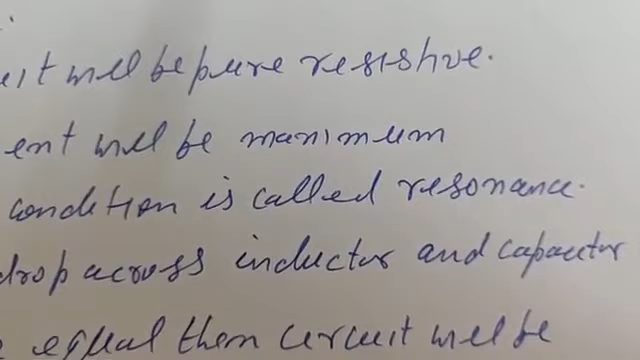 uit will be pure resistive.
ent will be maximum
condition is called resonance.
drop across inductor and capacitor
equal then circuit will be